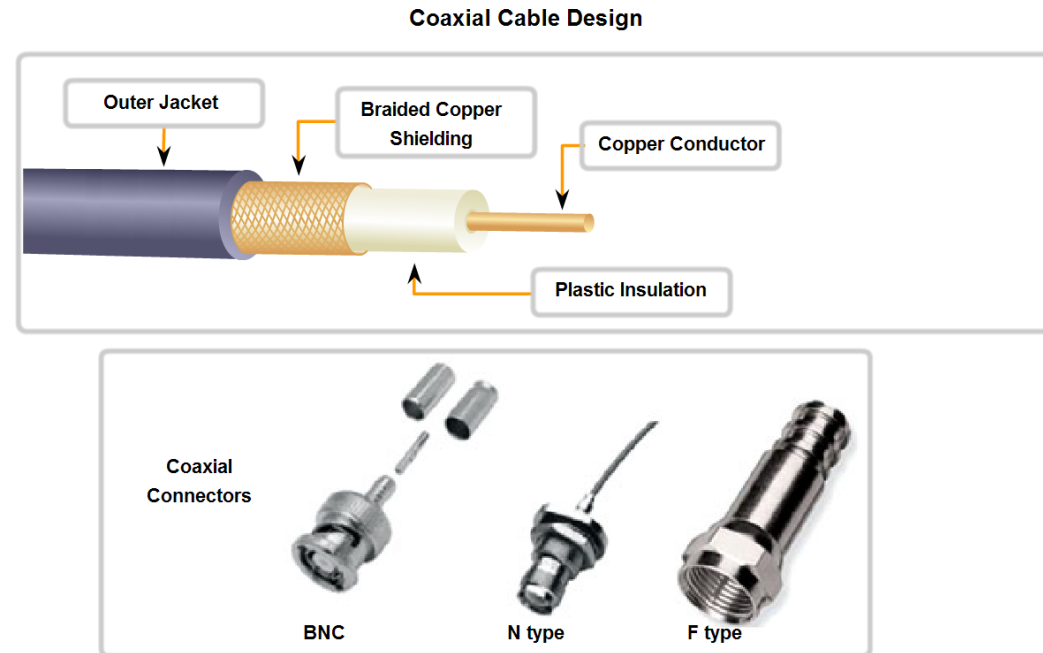 Coaxial Cable Design
Outer Jacket
Braided Copper
Shielding
Copper Conductor
Plastic Insulation
Coaxial
Connectors
BNC
N type
F type